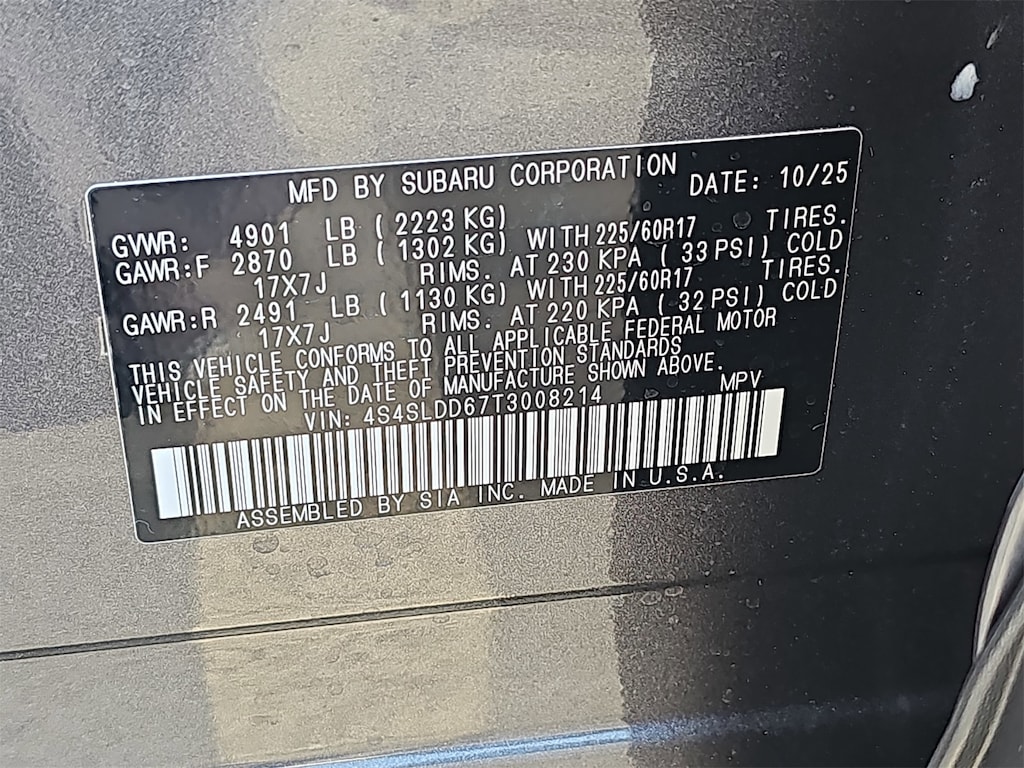 MFD BY SUBARU CORPORATION DATE: 10/25
GVWR: 4901 LB ( 2223 KG)
GAWR:F 2870 LB ( 1302 KG) WITH 225/60R17 TIRES.
17X7J RIMS. AT 230 KPA ( 33 PSI) COLD
GAWR:R 2491 LB ( 1130 KG) WITH 225/60R17 TIRES.
17X7J RIMS. AT 220 KPA ( 32 PSI) COLD
THIS VEHICLE CONFORMS TO ALL APPLICABLE FEDERAL MOTOR
VEHICLE SAFETY AND THEFT PREVENTION STANDARDS
IN EFFECT ON THE DATE OF MANUFACTURE SHOWN ABOVE.
VIN: 4S4SLDD67T3008214 MPV
ASSEMBLED BY SIA INC. MADE IN U.S.A.